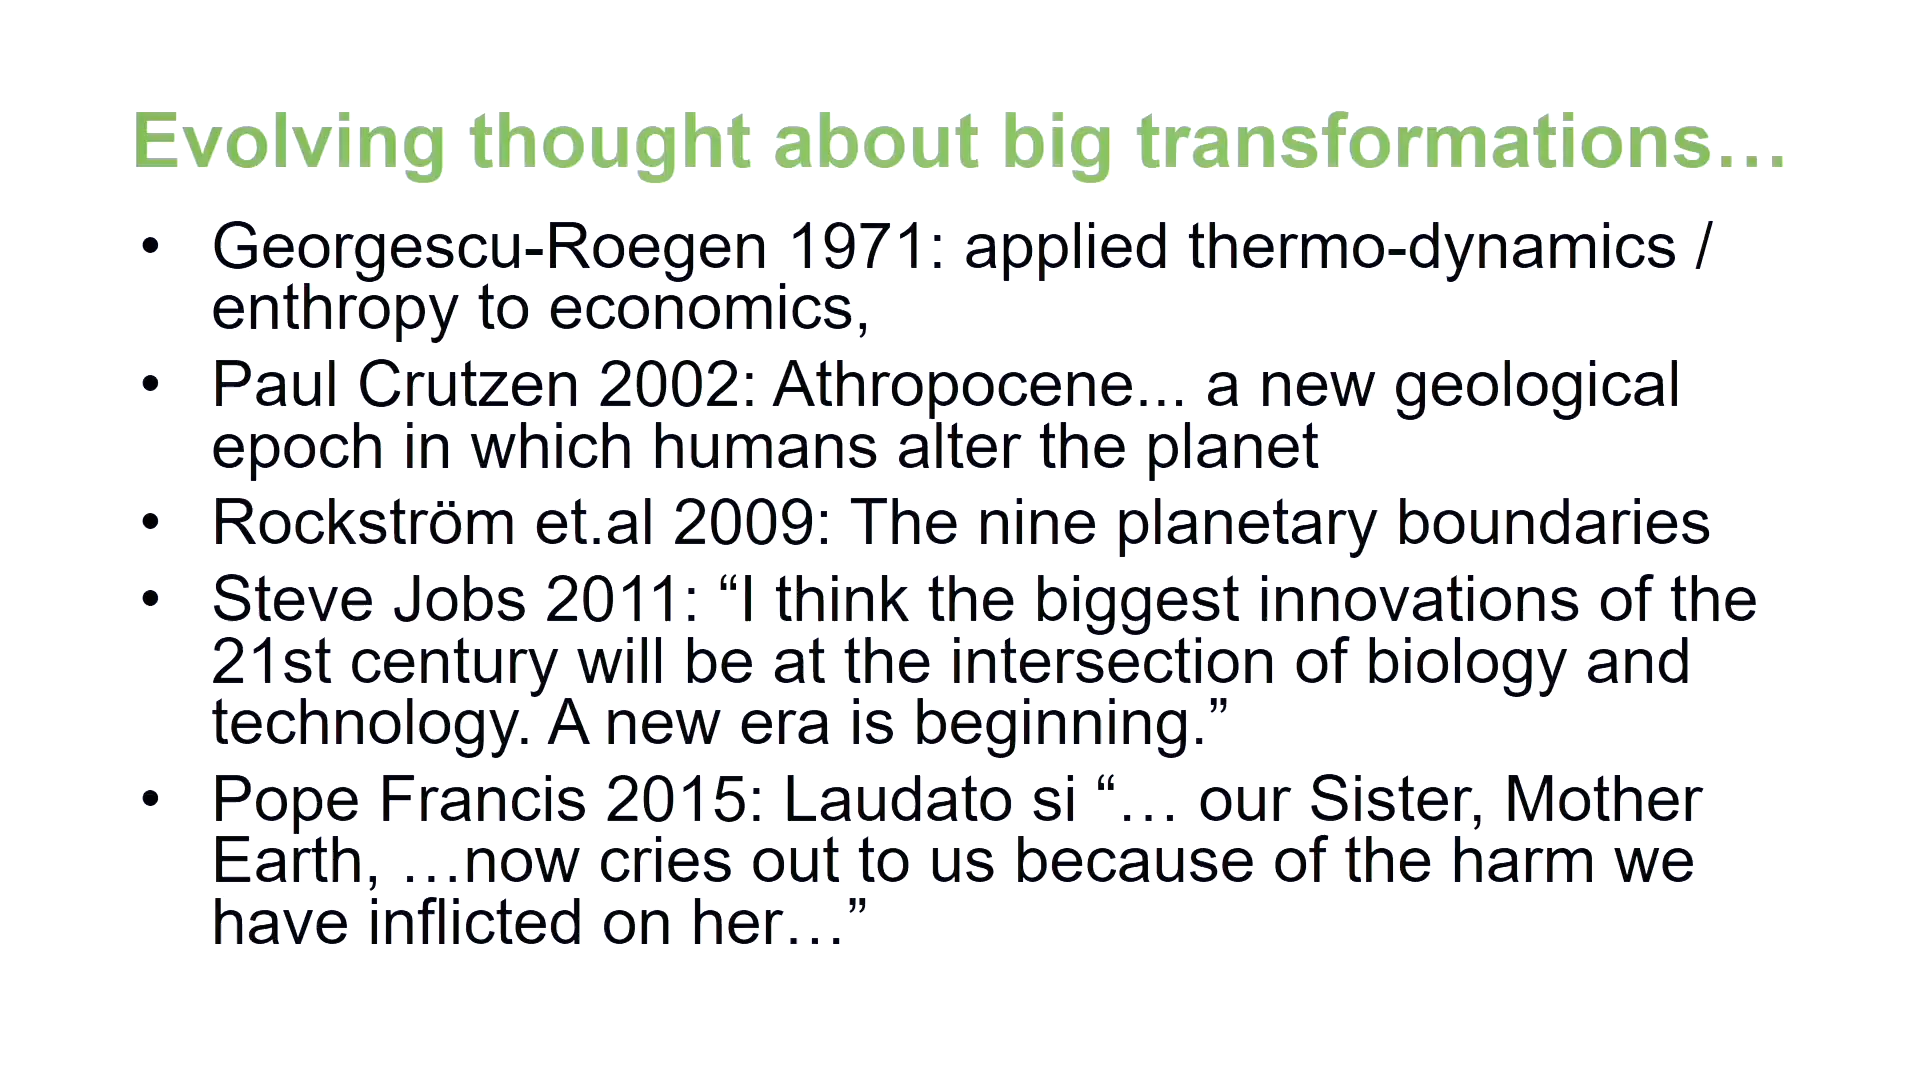 Evolving thought about big transformations…
• Georgescu-Roegen 1971: applied thermo-dynamics /
enthropy to economics,
• Paul Crutzen 2002: Athropocene... a new geological
epoch in which humans alter the planet
• Rockström et.al 2009: The nine planetary boundaries
• Steve Jobs 2011: “I think the biggest innovations of the
21st century will be at the intersection of biology and
technology. A new era is beginning.”
• Pope Francis 2015: Laudato si “… our Sister, Mother
Earth, …now cries out to us because of the harm we
have inflicted on her…”